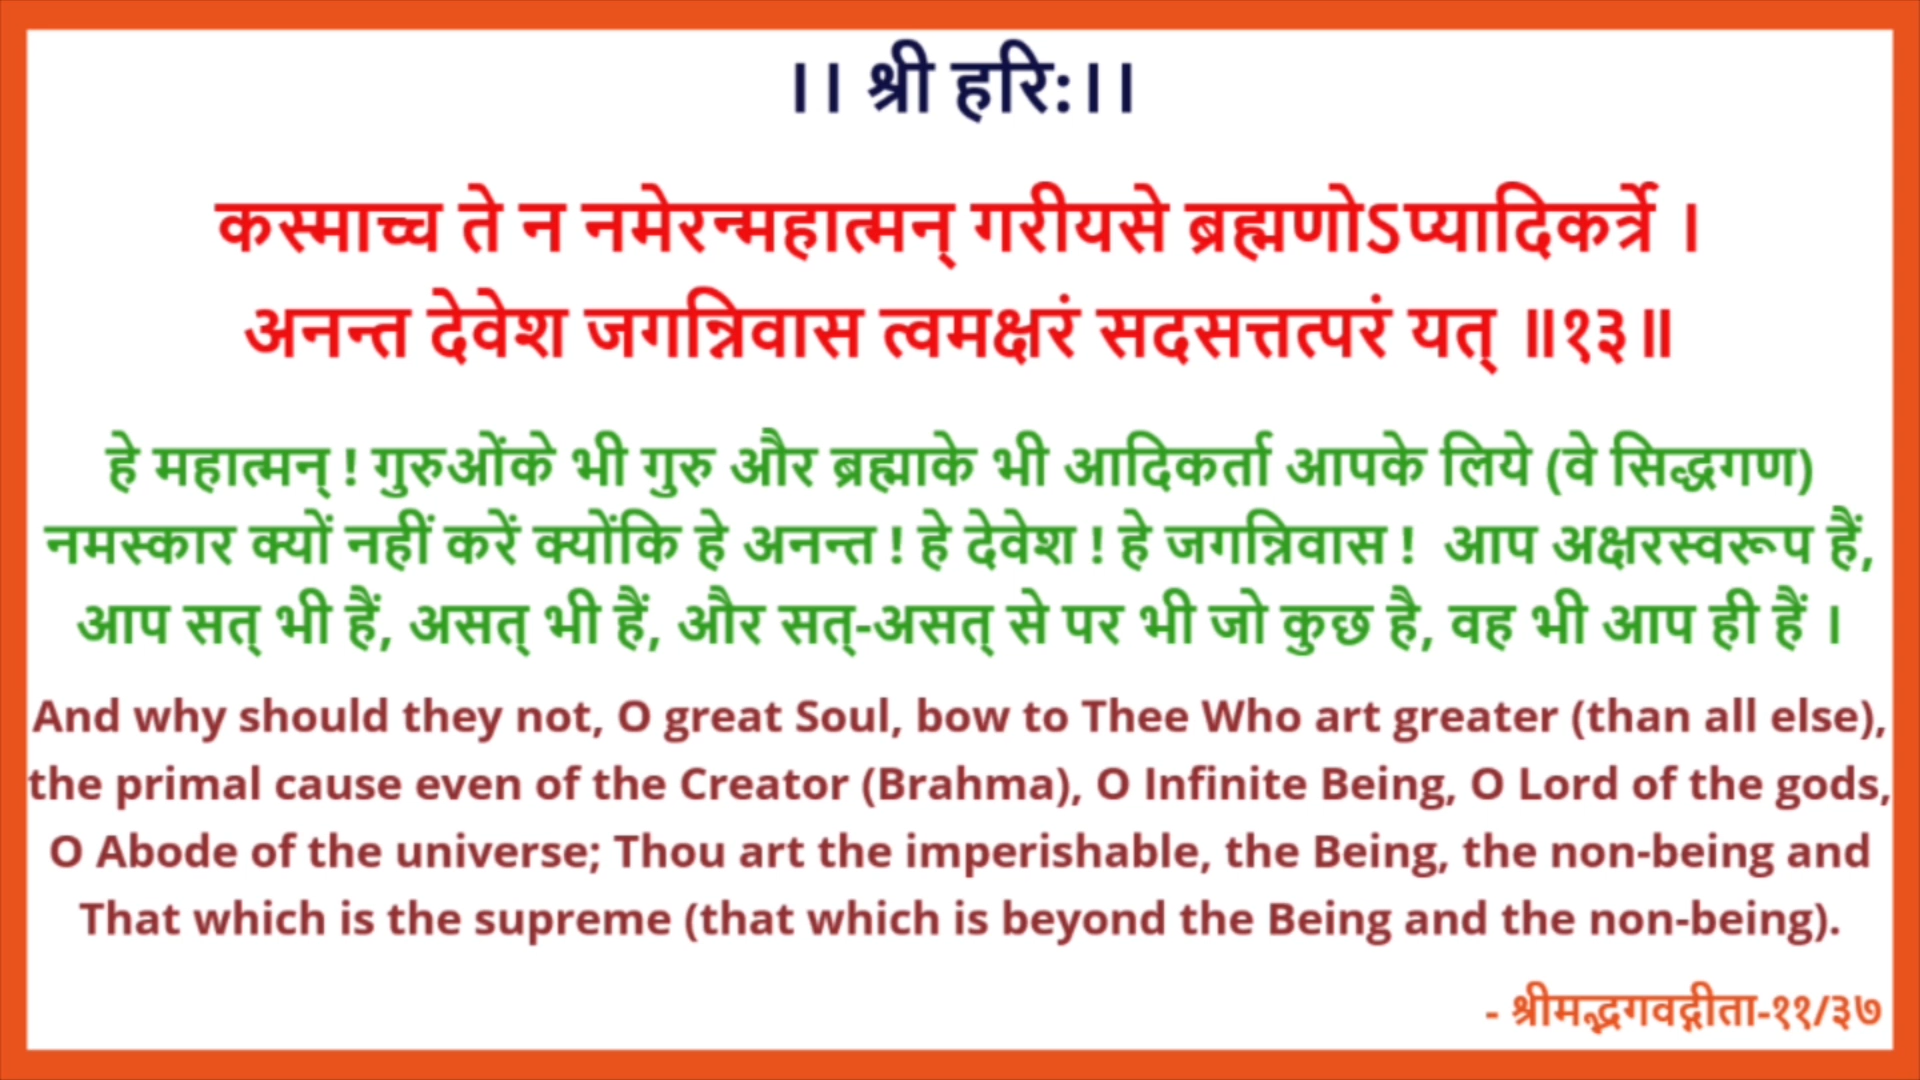 ।। श्री हरि:।।
कस्माच्च ते न नमेरन्महात्मन् गरीयसे ब्रह्मणोऽप्यादिकर्त्रे ।
अनन्त देवेश जगन्निवास त्वमक्षरं सदसत्तत्परं यत् ॥१३॥
हे महात्मन् ! गुरुओंके भी गुरु और ब्रह्माके भी आदिकर्ता आपके लिये (वे सिद्धगण)
नमस्कार क्यों नहीं करें क्योंकि हे अनन्त ! हे देवेश ! हे जगन्निवास ! आप अक्षरस्वरूप हैं,
आप सत् भी हैं, असत् भी हैं, और सत्-असत् से पर भी जो कुछ है, वह भी आप ही हैं ।
And why should they not, O great Soul, bow to Thee Who art greater (than all else),
the primal cause even of the Creator (Brahma), O Infinite Being, O Lord of the gods,
O Abode of the universe; Thou art the imperishable, the Being, the non-being and
That which is the supreme (that which is beyond the Being and the non-being).
- श्रीमद्भगवद्गीता-११/३७